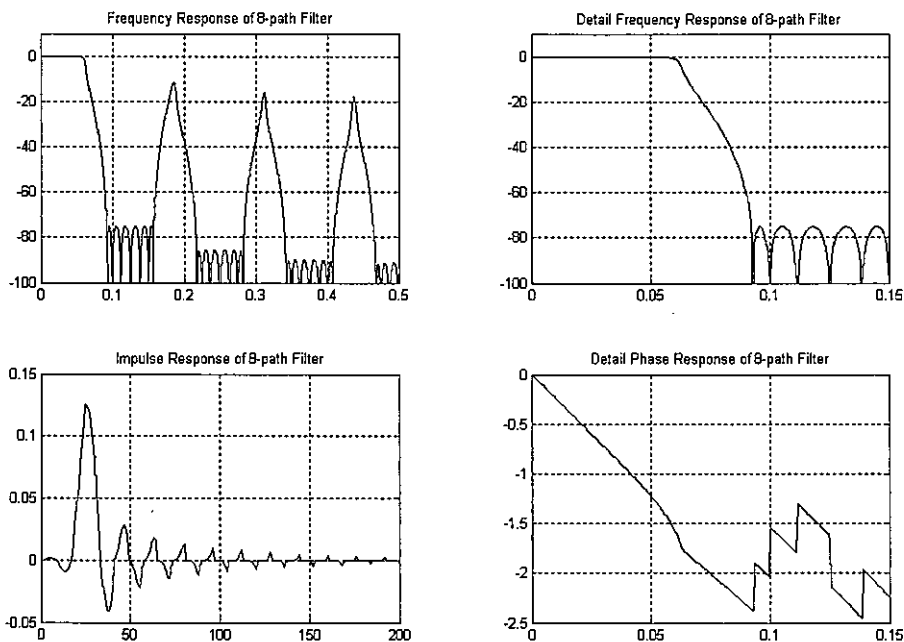 Frequency Response of 8-path Filter
0
-20
-40
-60
-80
-100
0 0.1 0.2 0.3 0.4 0.5
Detail Frequency Response of 8-path Filter
0
-20
-40
-60
-80
-100
0 0.05 0.1 0.15
Impulse Response of 8-path Filter
0.15
0.1
0.05
0
-0.05
0 50 100 150 200
Detail Phase Response of 8-path Filter
0
-0.5
-1
-1.5
-2
-2.5
0 0.05 0.1 0.15